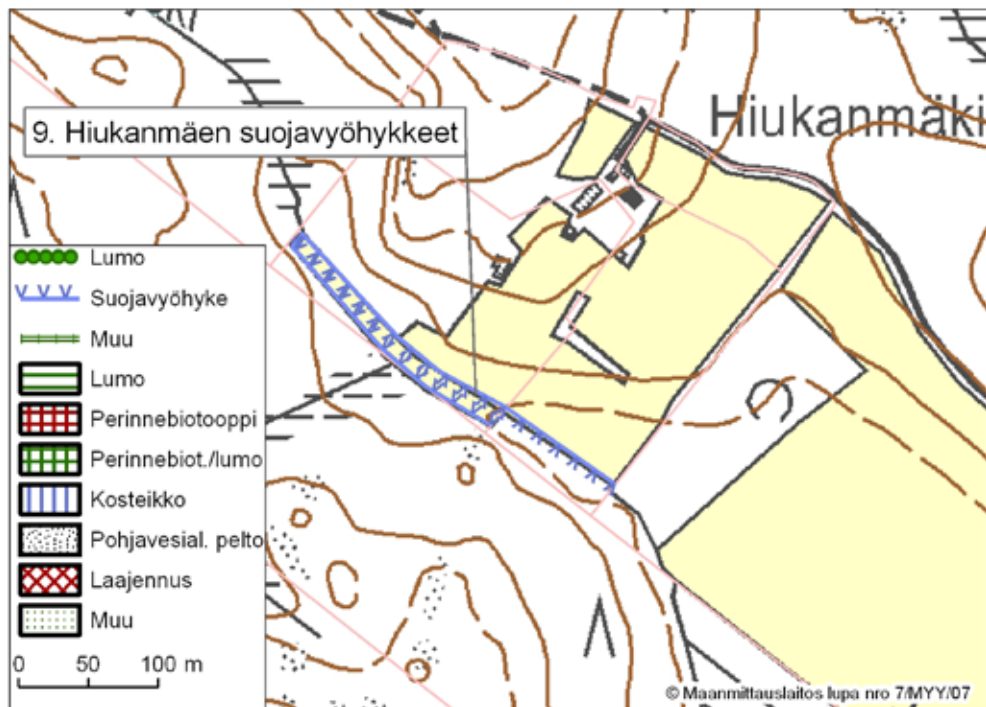 Hiukanmäki
9. Hiukanmäen suojavyöhykkeet
Lumo
Suojavyöhyke
Muu
Lumo
Perinnebiotooppi
Perinnebiot./lumo
Kosteikko
Pohjavesial. pelto
Laajennus
Muu
0 50 100 m
© Maanmittauslaitos lupa nro 7/MYY/07